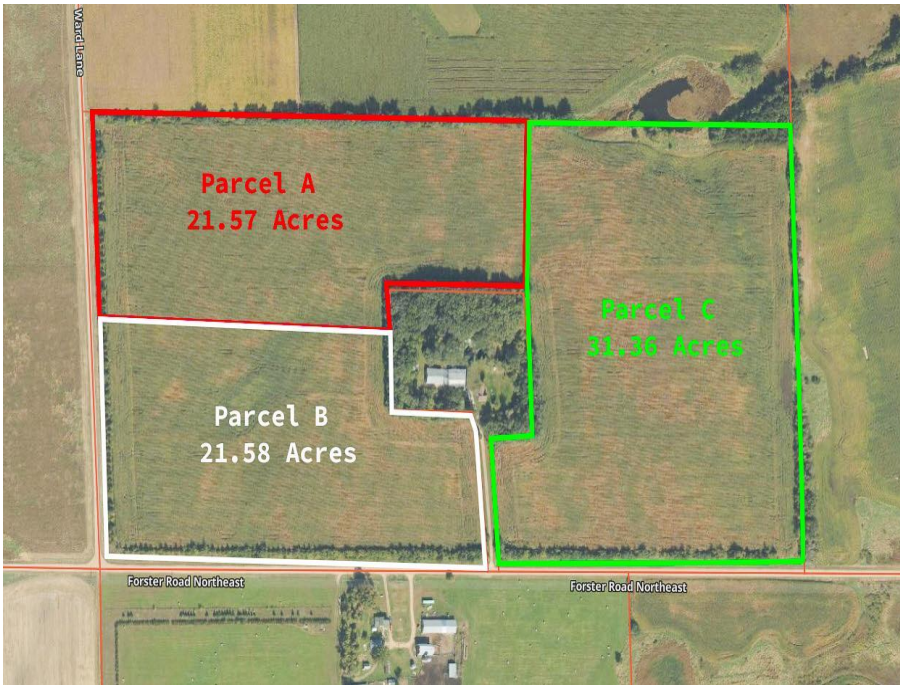 Ward Lane
Parcel A
21.57 Acres
Parcel C
31.36 Acres
Parcel B
21.58 Acres
Forster Road Northeast
Forster Road Northeast